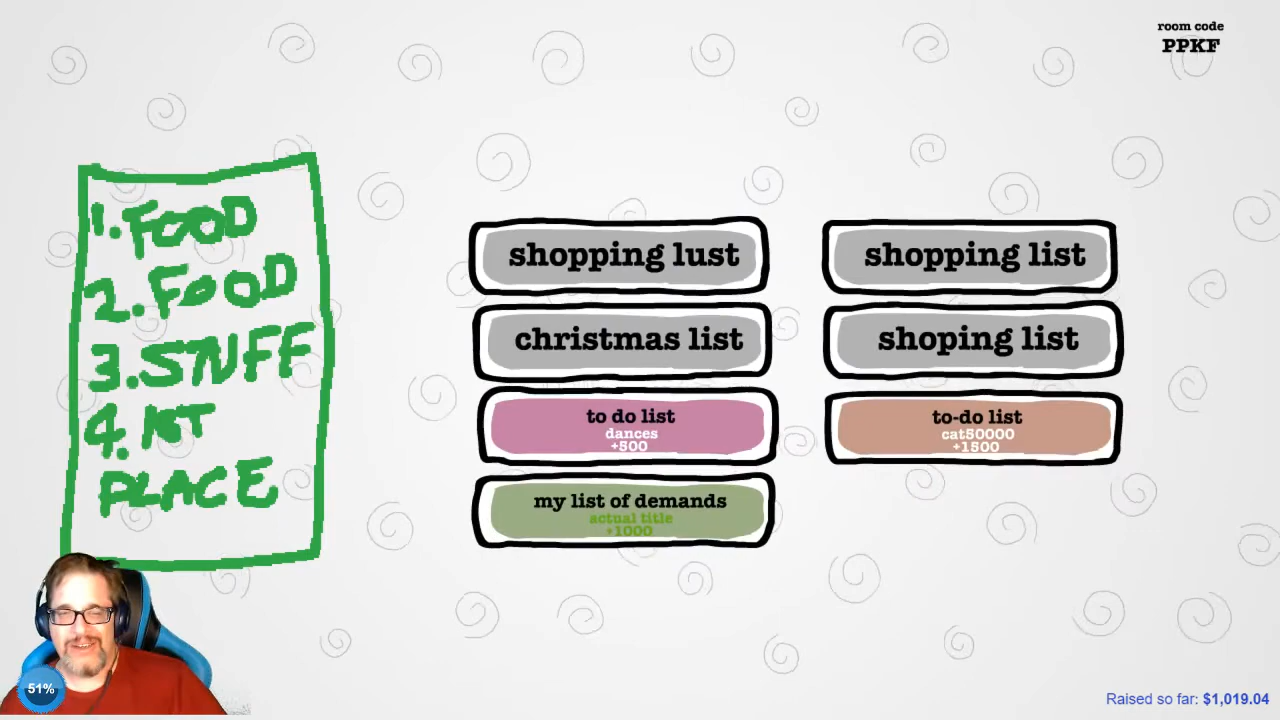 room code
PPKF
1. FOOD
2. FOOD
3. STUFF
4. 1ST
PLACE
shopping lust
shopping list
christmas list
shoping list
to do list
dances
+500
to-do list
cat50000
+1500
my list of demands
actual title
+1000
51%
Raised so far: $1,019.04